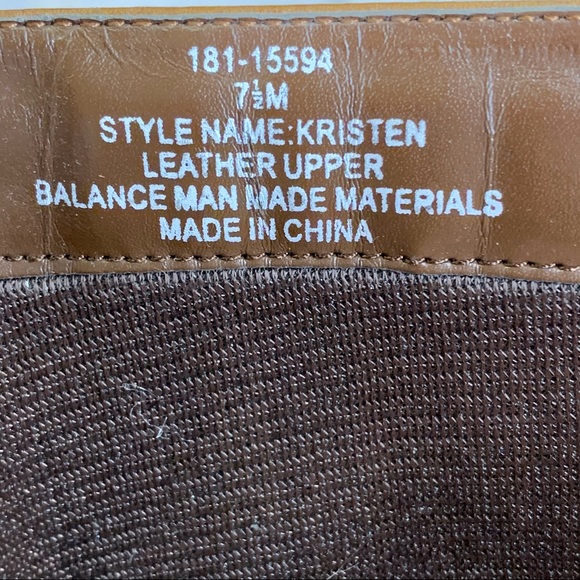 181-15594
7½M
STYLE NAME:KRISTEN
LEATHER UPPER
BALANCE MAN MADE MATERIALS
MADE IN CHINA